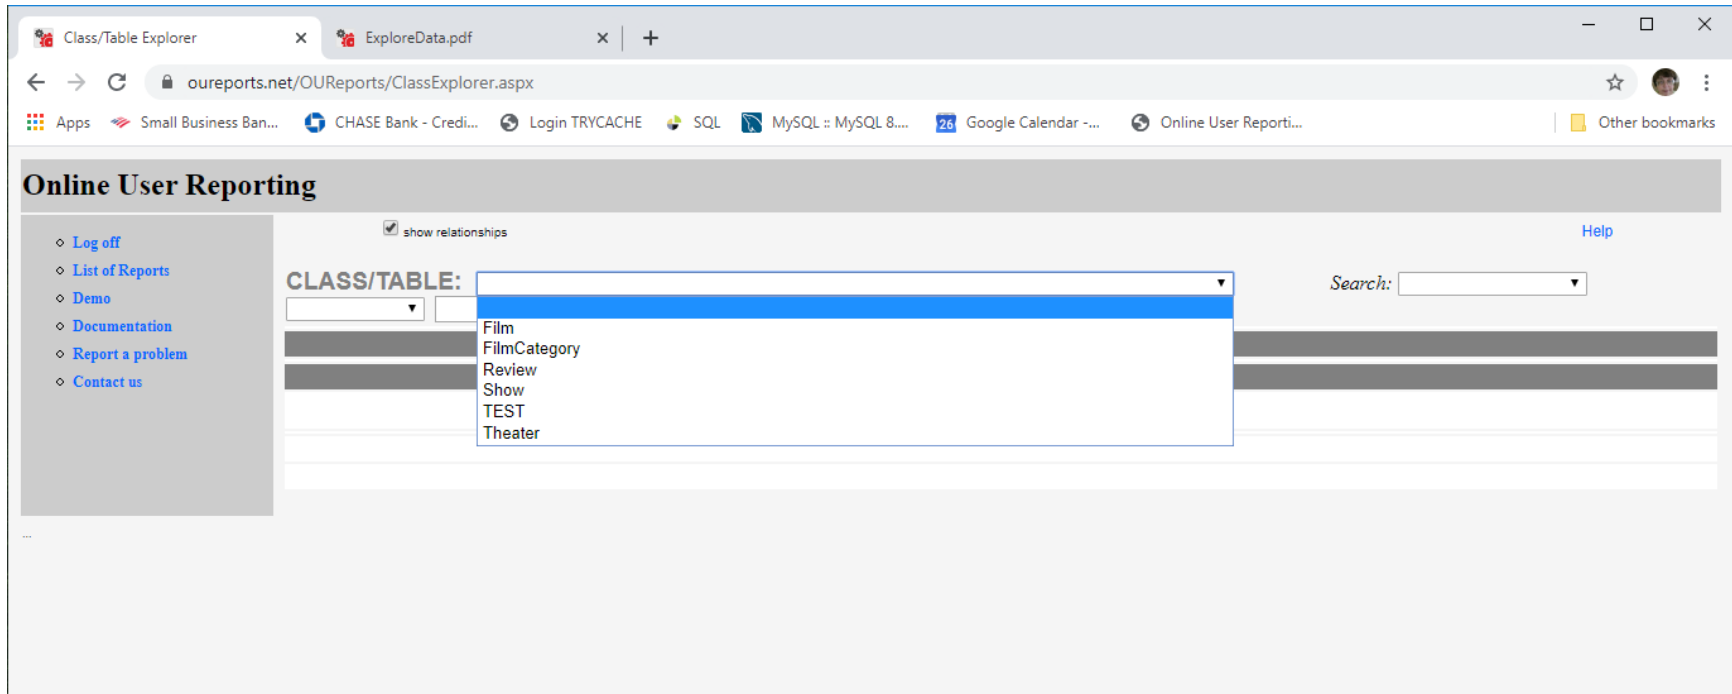 Class/Table Explorer
ExploreData.pdf
oureports.net/OUReports/ClassExplorer.aspx
Apps
Small Business Ban...
CHASE Bank - Credi...
Login TRYCACHE
SQL
MySQL :: MySQL 8....
26
Google Calendar -...
Online User Reporti...
Other bookmarks
Online User Reporting
Log off
List of Reports
Demo
Documentation
Report a problem
Contact us
show relationships
Help
CLASS/TABLE:
Search:
Film
FilmCategory
Review
Show
TEST
Theater
...